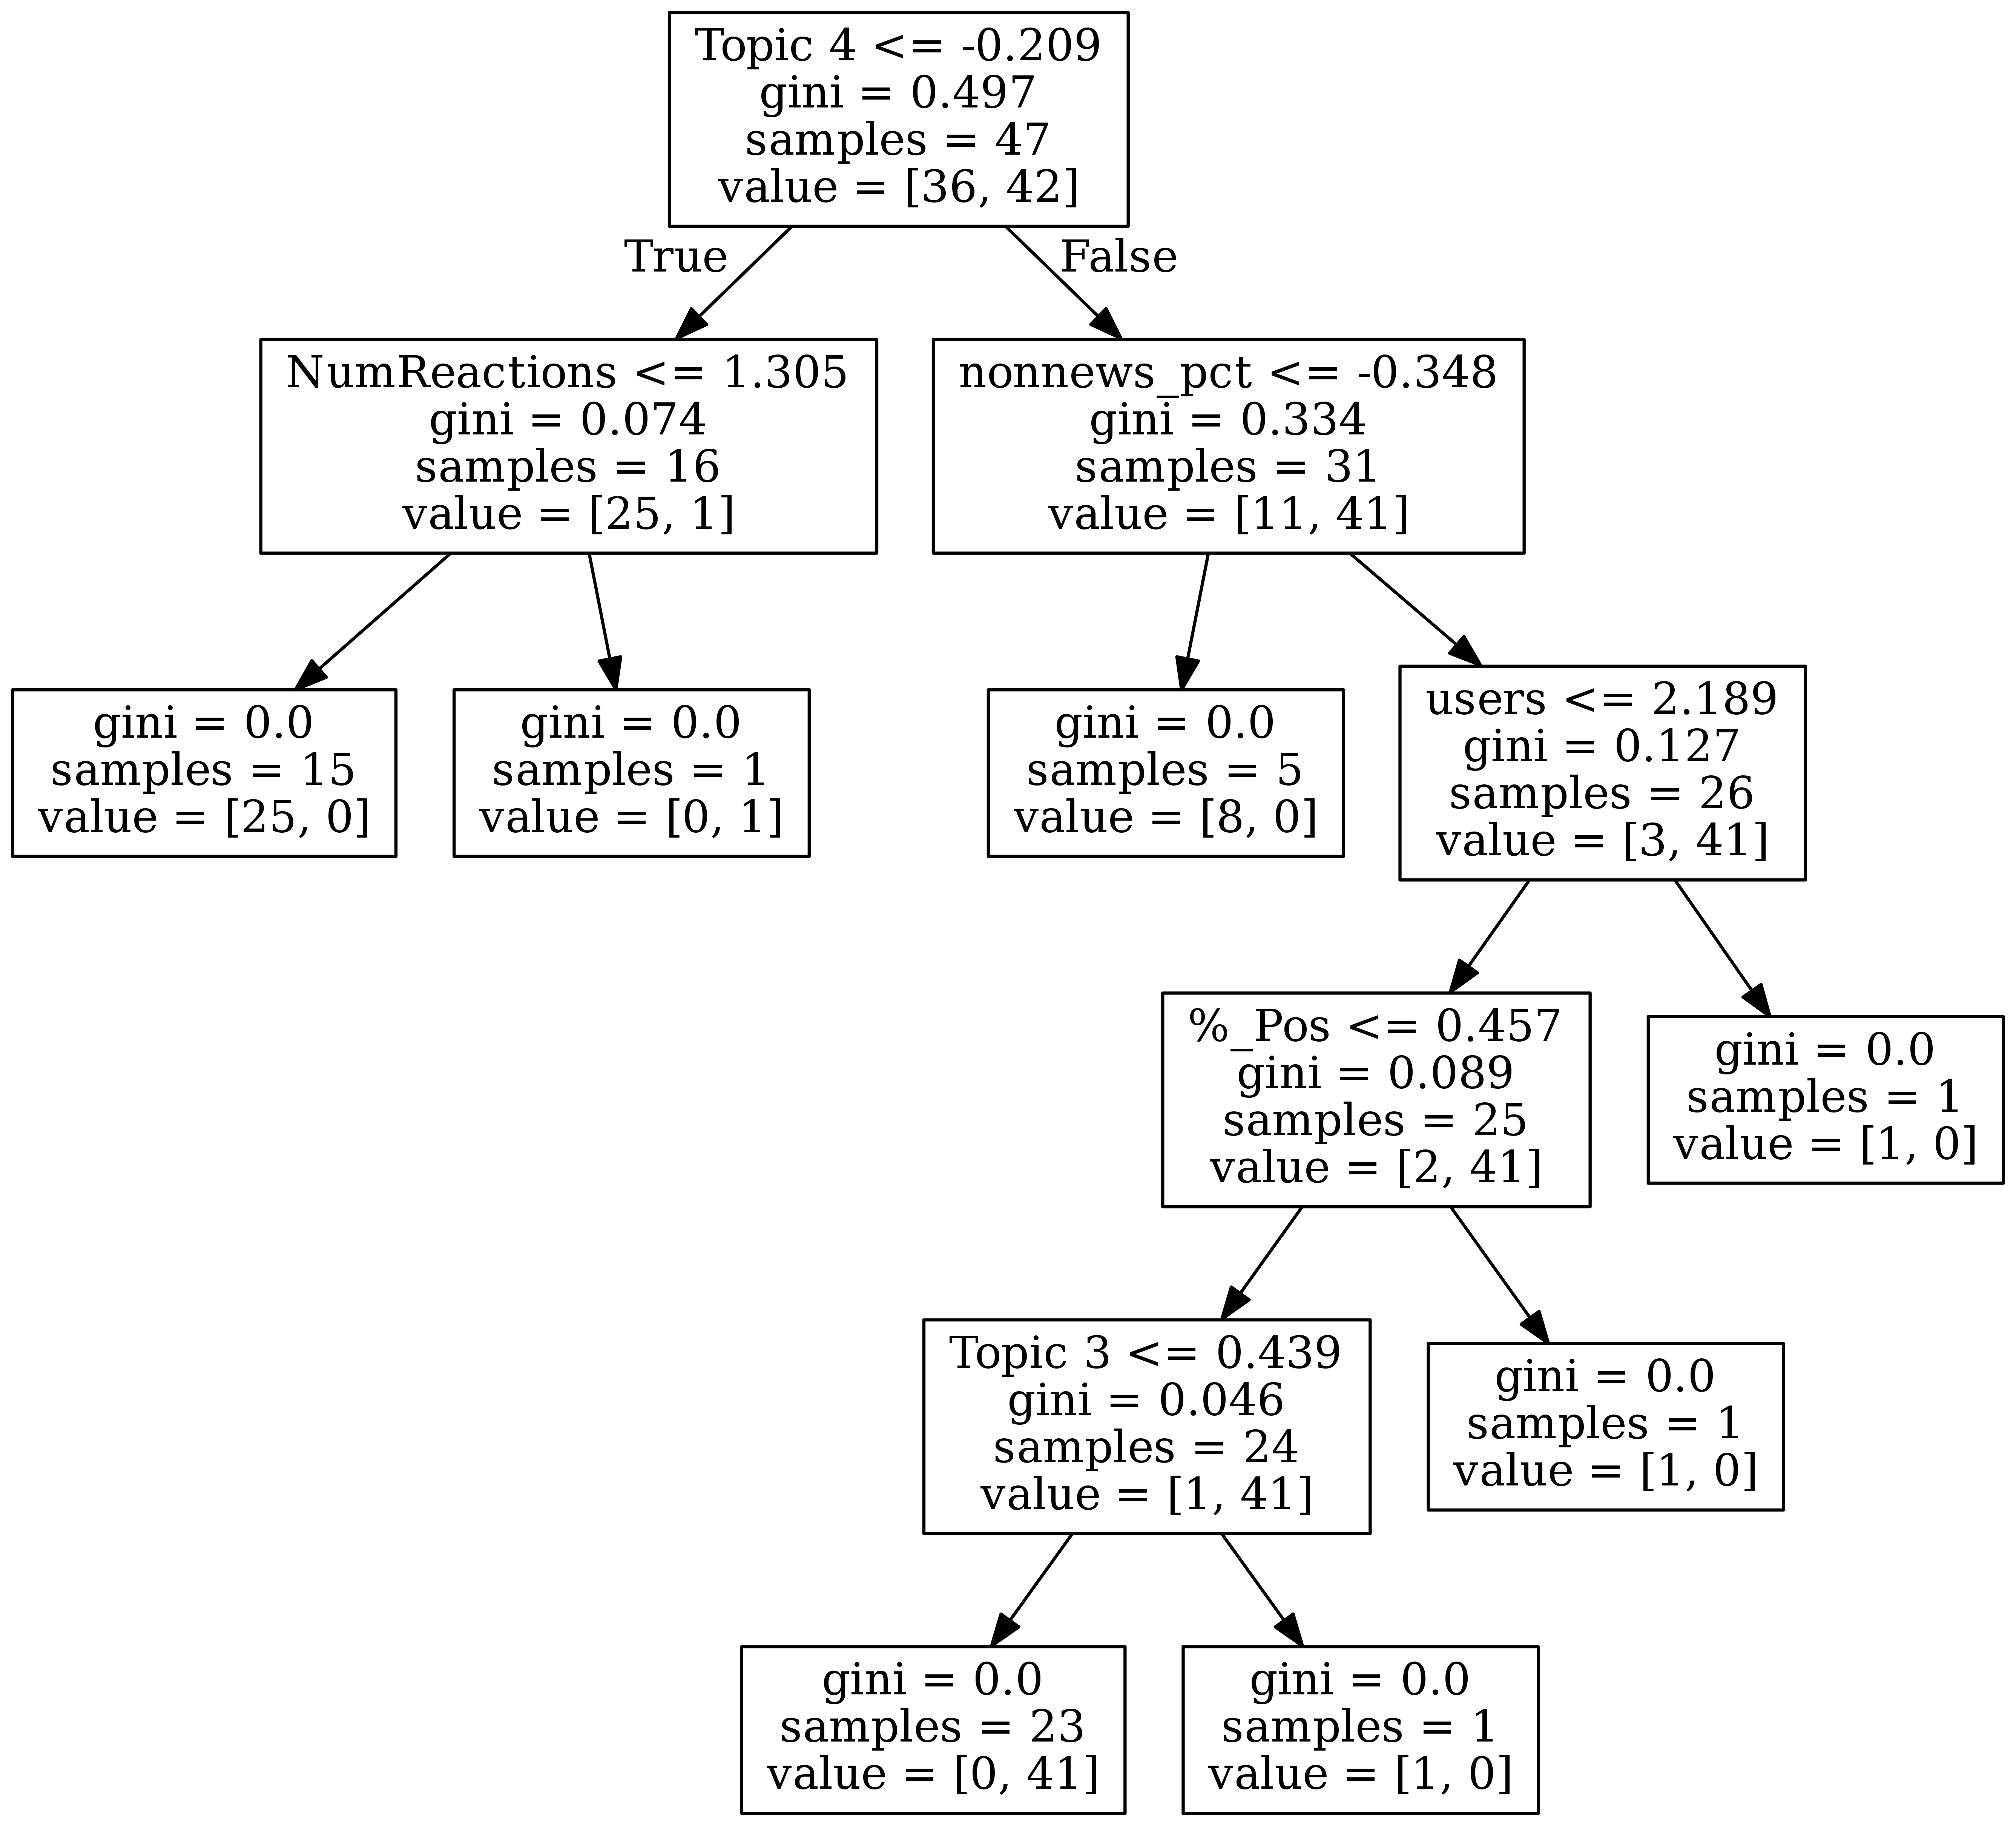 Topic 4 <= -0.209
gini = 0.497
samples = 47
value = [36, 42]
True
False
NumReactions <= 1.305
gini = 0.074
samples = 16
value = [25, 1]
nonnews_pct <= -0.348
gini = 0.334
samples = 31
value = [11, 41]
gini = 0.0
samples = 15
value = [25, 0]
gini = 0.0
samples = 1
value = [0, 1]
gini = 0.0
samples = 5
value = [8, 0]
users <= 2.189
gini = 0.127
samples = 26
value = [3, 41]
%_Pos <= 0.457
gini = 0.089
samples = 25
value = [2, 41]
gini = 0.0
samples = 1
value = [1, 0]
Topic 3 <= 0.439
gini = 0.046
samples = 24
value = [1, 41]
gini = 0.0
samples = 1
value = [1, 0]
gini = 0.0
samples = 23
value = [0, 41]
gini = 0.0
samples = 1
value = [1, 0]